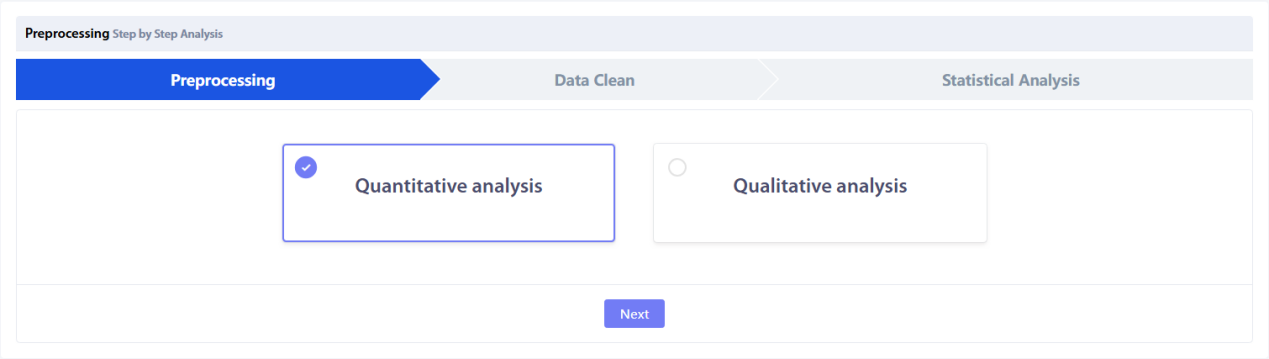 Preprocessing Step by Step Analysis
Preprocessing Data Clean Statistical Analysis
Quantitative analysis Qualitative analysis
Next